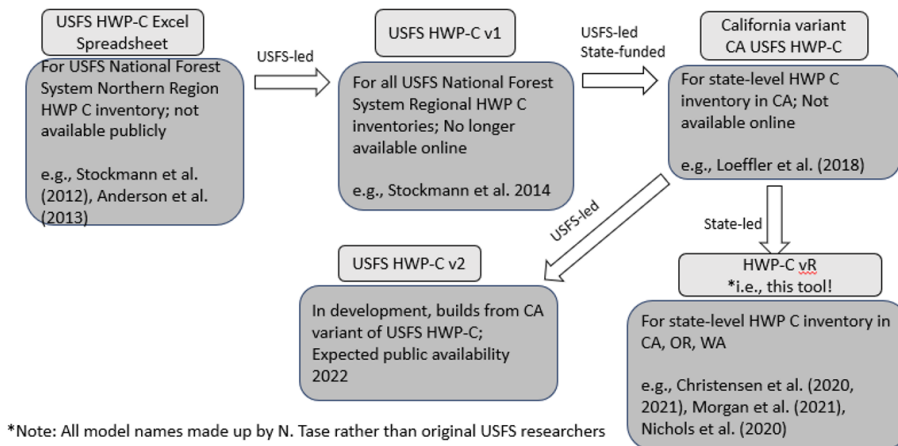 USFS HWP-C Excel
Spreadsheet
For USFS National Forest
System Northern Region
HWP C inventory; not
available publicly
e.g., Stockmann et al.
(2012), Anderson et al.
(2013)
USFS-led
USFS HWP-C v1
For all USFS National Forest
System Regional HWP C
inventories; No longer
available online
e.g., Stockmann et al. 2014
USFS-led
State-funded
California variant
CA USFS HWP-C
For state-level HWP C
inventory in CA; Not
available online
e.g., Loeffler et al. (2018)
USFS-led
State-led
USFS HWP-C v2
In development, builds from CA
variant of USFS HWP-C;
Expected public availability
2022
HWP-C vR
*i.e., this tool!
For state-level HWP C inventory in
CA, OR, WA
e.g., Christensen et al. (2020,
2021), Morgan et al. (2021),
Nichols et al. (2020)
*Note: All model names made up by N. Tase rather than original USFS researchers